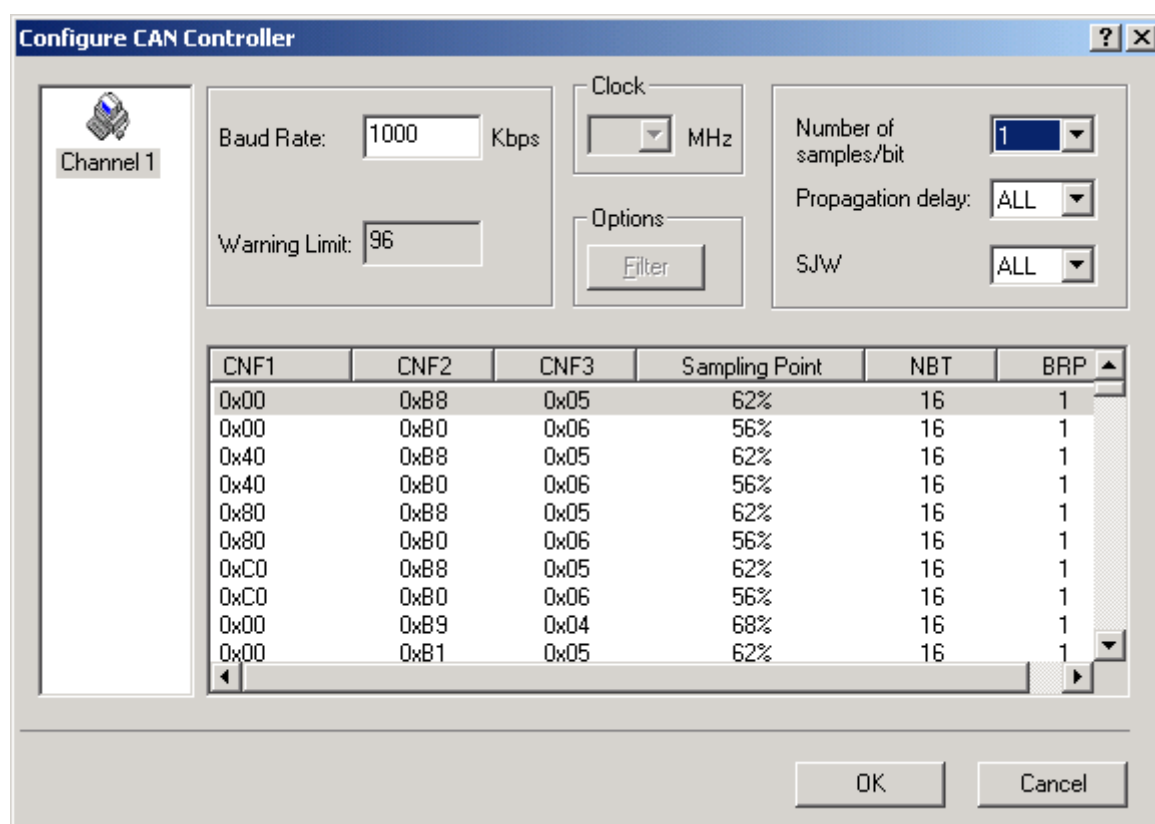 Configure CAN Controller
Channel 1
Baud Rate: 1000 Kbps
Warning Limit: 96
Clock
MHz
Options
Filter
Number of
samples/bit 1
Propagation delay: ALL
SJW ALL
CNF1 CNF2 CNF3 Sampling Point NBT BRP
0x00 0xB8 0x05 62% 16 1
0x00 0xB0 0x06 56% 16 1
0x40 0xB8 0x05 62% 16 1
0x40 0xB0 0x06 56% 16 1
0x80 0xB8 0x05 62% 16 1
0x80 0xB0 0x06 56% 16 1
0xC0 0xB8 0x05 62% 16 1
0xC0 0xB0 0x06 56% 16 1
0x00 0xB9 0x04 68% 16 1
0x00 0xB1 0x05 62% 16 1
OK Cancel